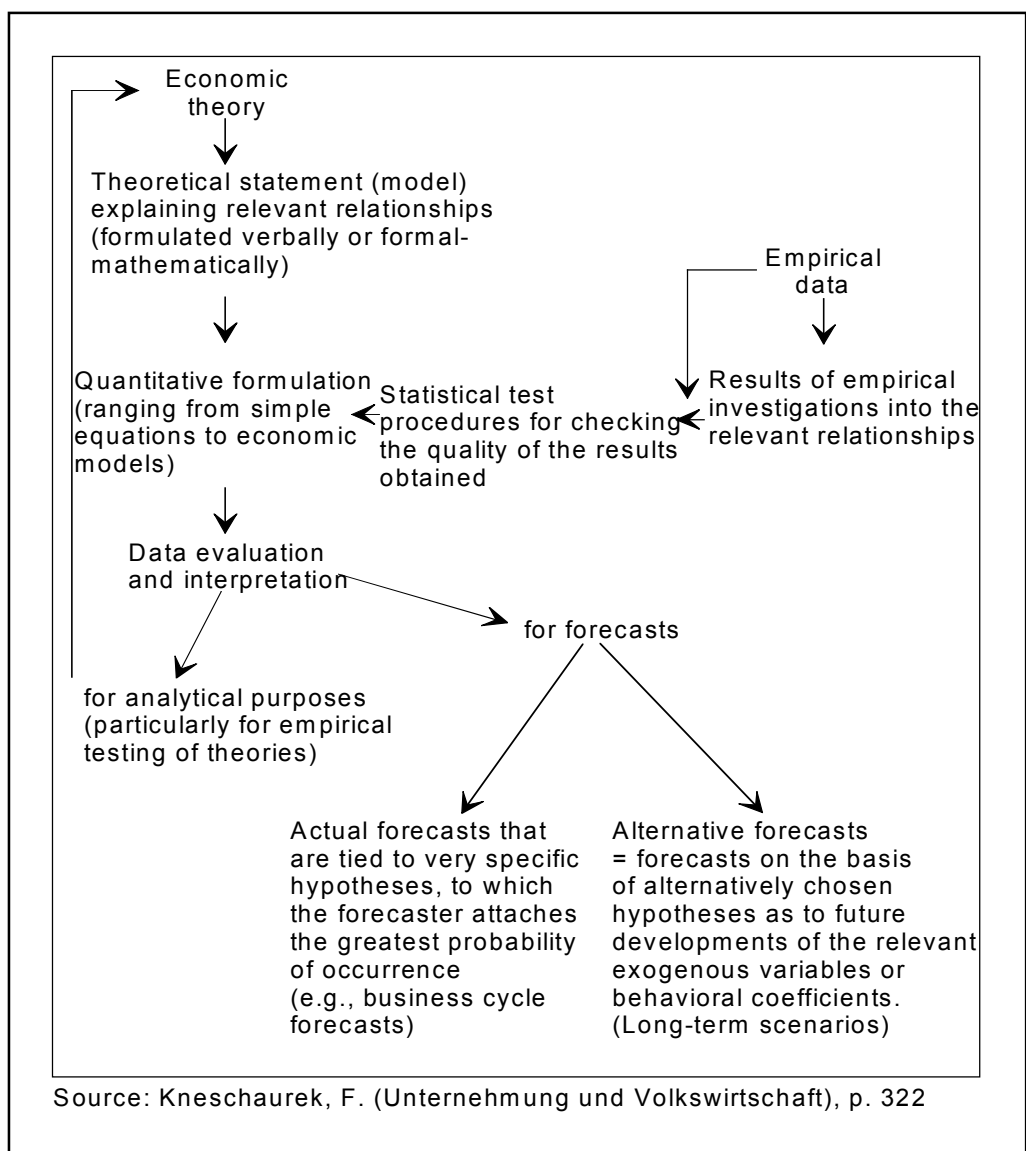 Economic
theory
Theoretical statement (model)
explaining relevant relationships
(formulated verbally or formal-
mathematically)
Empirical
data
Quantitative formulation
(ranging from simple
equations to economic
models)
Statistical test
procedures for checking
the quality of the results
obtained
Results of empirical
investigations into the
relevant relationships
Data evaluation
and interpretation
for forecasts
for analytical purposes
(particularly for empirical
testing of theories)
Actual forecasts that
are tied to very specific
hypotheses, to which
the forecaster attaches
the greatest probability
of occurrence
(e.g., business cycle
forecasts)
Alternative forecasts
= forecasts on the basis
of alternatively chosen
hypotheses as to future
developments of the relevant
exogenous variables or
behavioral coefficients.
(Long-term scenarios)
Source: Kneschaurek, F. (Unternehmung und Volkswirtschaft), p. 322